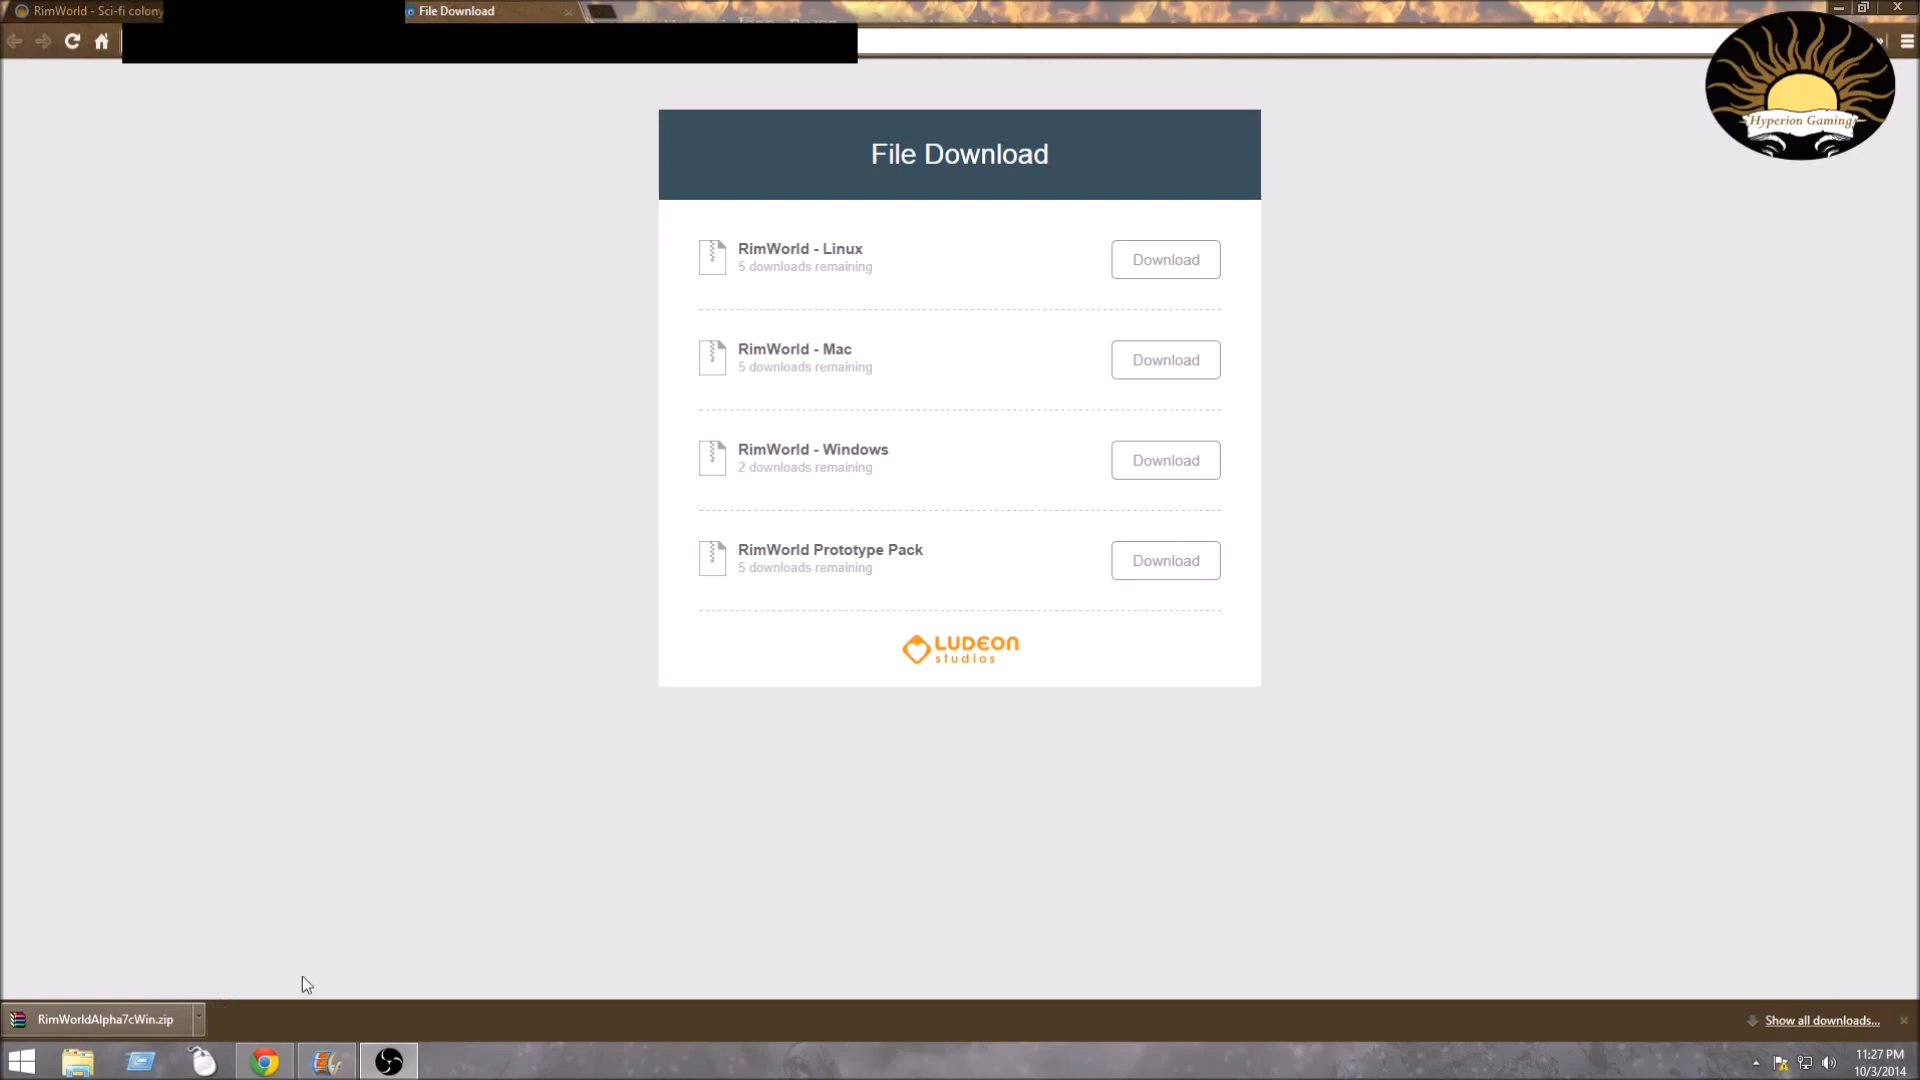 RimWorld - Sci-fi colony
File Download
Hyperion Gaming
File Download
RimWorld - Linux
5 downloads remaining
Download
RimWorld - Mac
5 downloads remaining
Download
RimWorld - Windows
2 downloads remaining
Download
RimWorld Prototype Pack
5 downloads remaining
Download
LUDEON
studios
RimWorldAlpha7cWin.zip
Show all downloads...
11:27 PM
10/3/2014